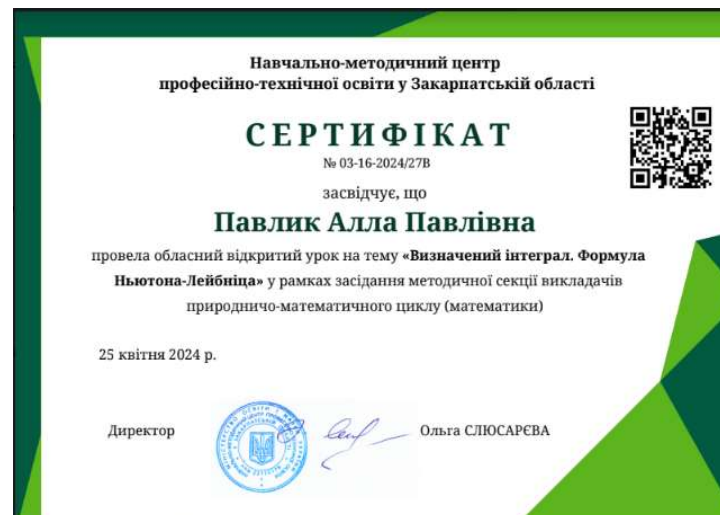 Навчально-методичний центр
професійно-технічної освіти у Закарпатській області
СЕРТИФІКАТ
№ 03-16-2024/27В
засвідчує, що
Павлик Алла Павлівна
провела обласний відкритий урок на тему «Визначений інтеграл. Формула
Ньютона-Лейбніца» у рамках засідання методичної секції викладачів
природничо-математичного циклу (математики)
25 квітня 2024 р.
Директор
Ольга СЛЮСАРЄВА